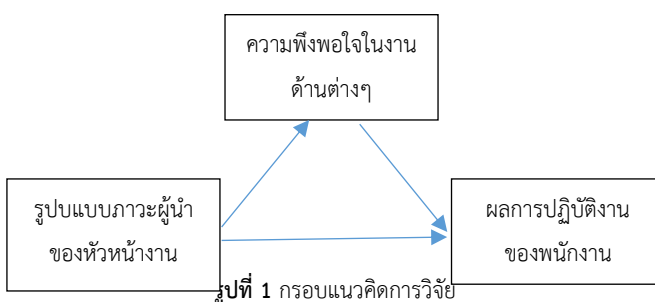 ความพึงพอใจในงาน
ด้านต่างๆ
รูปบแบบภาวะผู้นำ
ของหัวหน้างาน
ผลการปฏิบัติงาน
ของพนักงาน
รูปที่ 1 กรอบแนวคิดการวิจัย